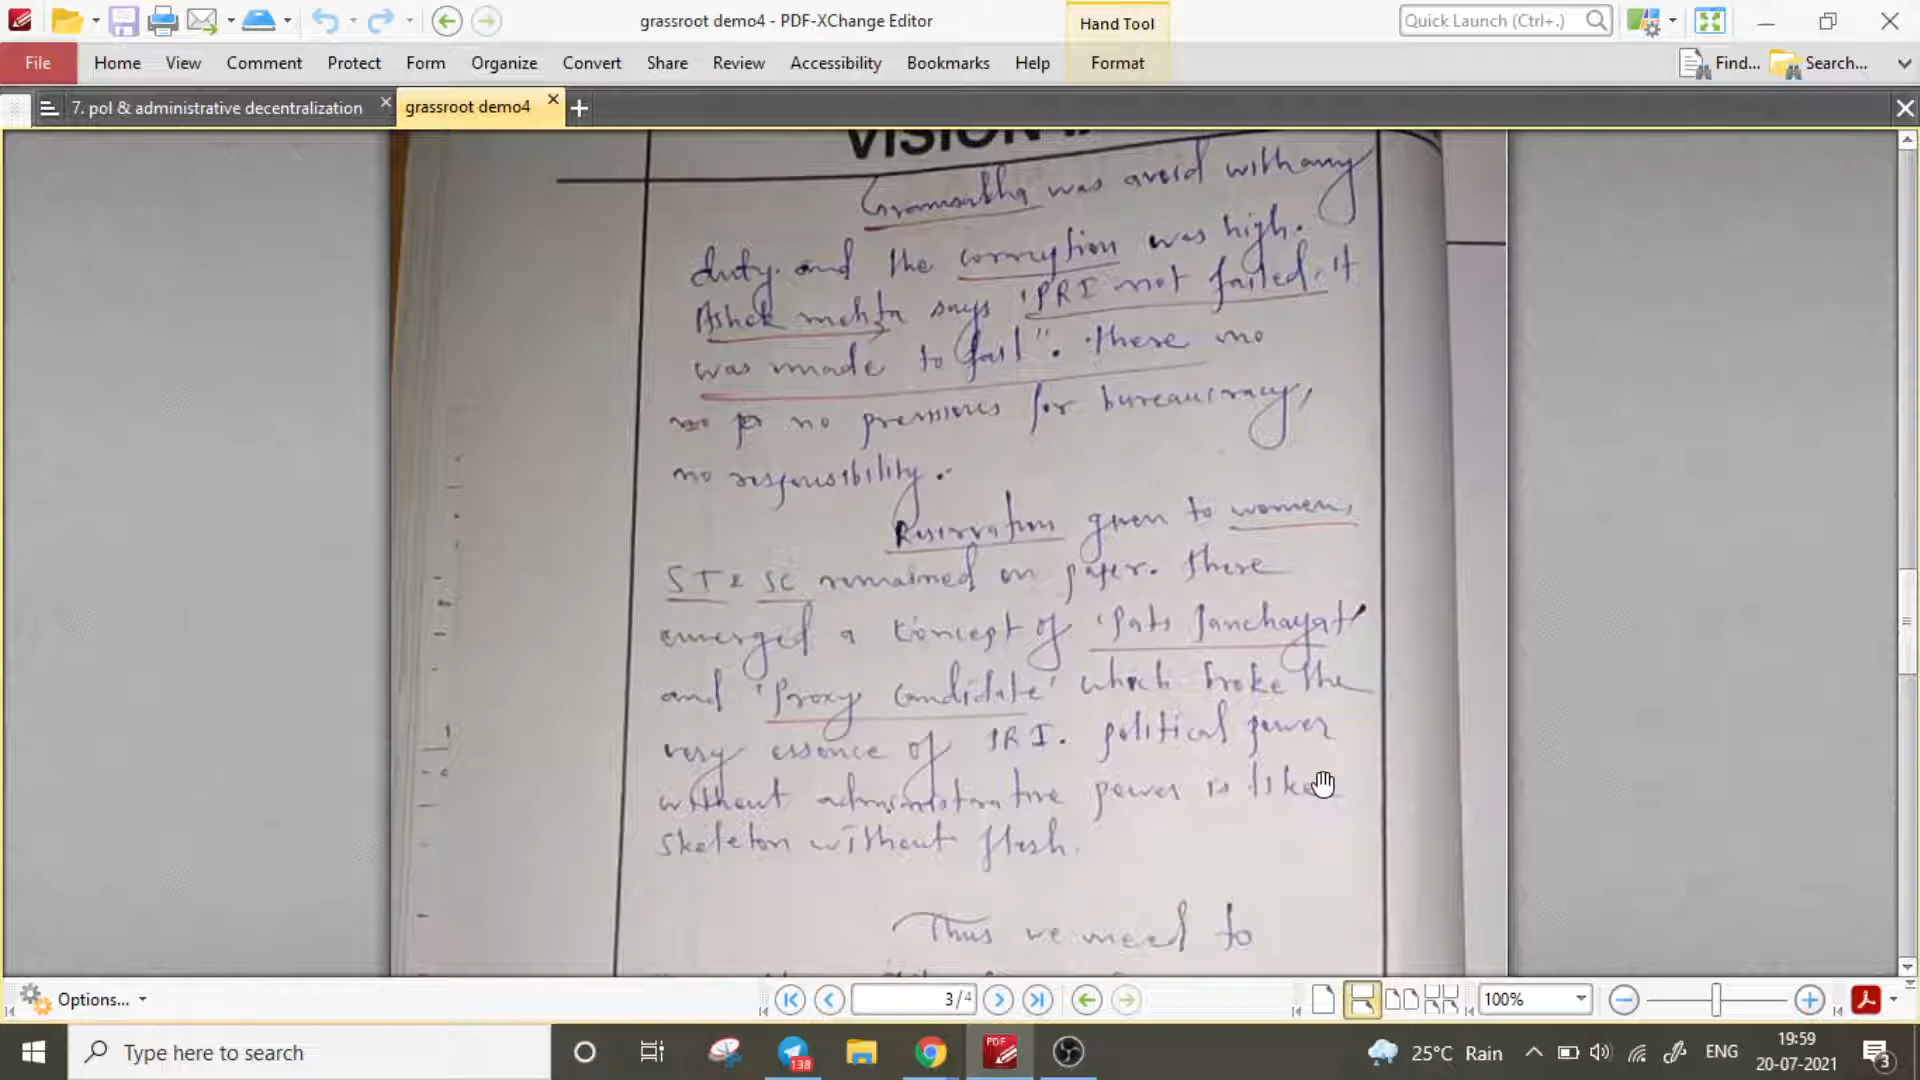 grassroot demo4 - PDF-XChange Editor
Hand Tool
Quick Launch (Ctrl+.)
File Home View Comment Protect Form Organize Convert Share Review Accessibility Bookmarks Help Format Find... Search...
7. pol & administrative decentralization grassroot demo4
VISION
Gramsabha was avoid with any
duty and the corruption was high.
Ashok mehta says 'PRI not failed, it
was made to fail". There no
no pressures for bureaucracy,
no responsibility.
Reservation given to women,
ST & SC remained on paper. There
emerged a concept of 'Pats Panchayat'
and 'Proxy Candidate' which broke the
very essence of PRI. political power
without administrative power is like
skeleton without flesh.
Thus we need to
Options... 3/4 100%
Type here to search
138
25°C Rain ENG
19:59
20-07-2021
3